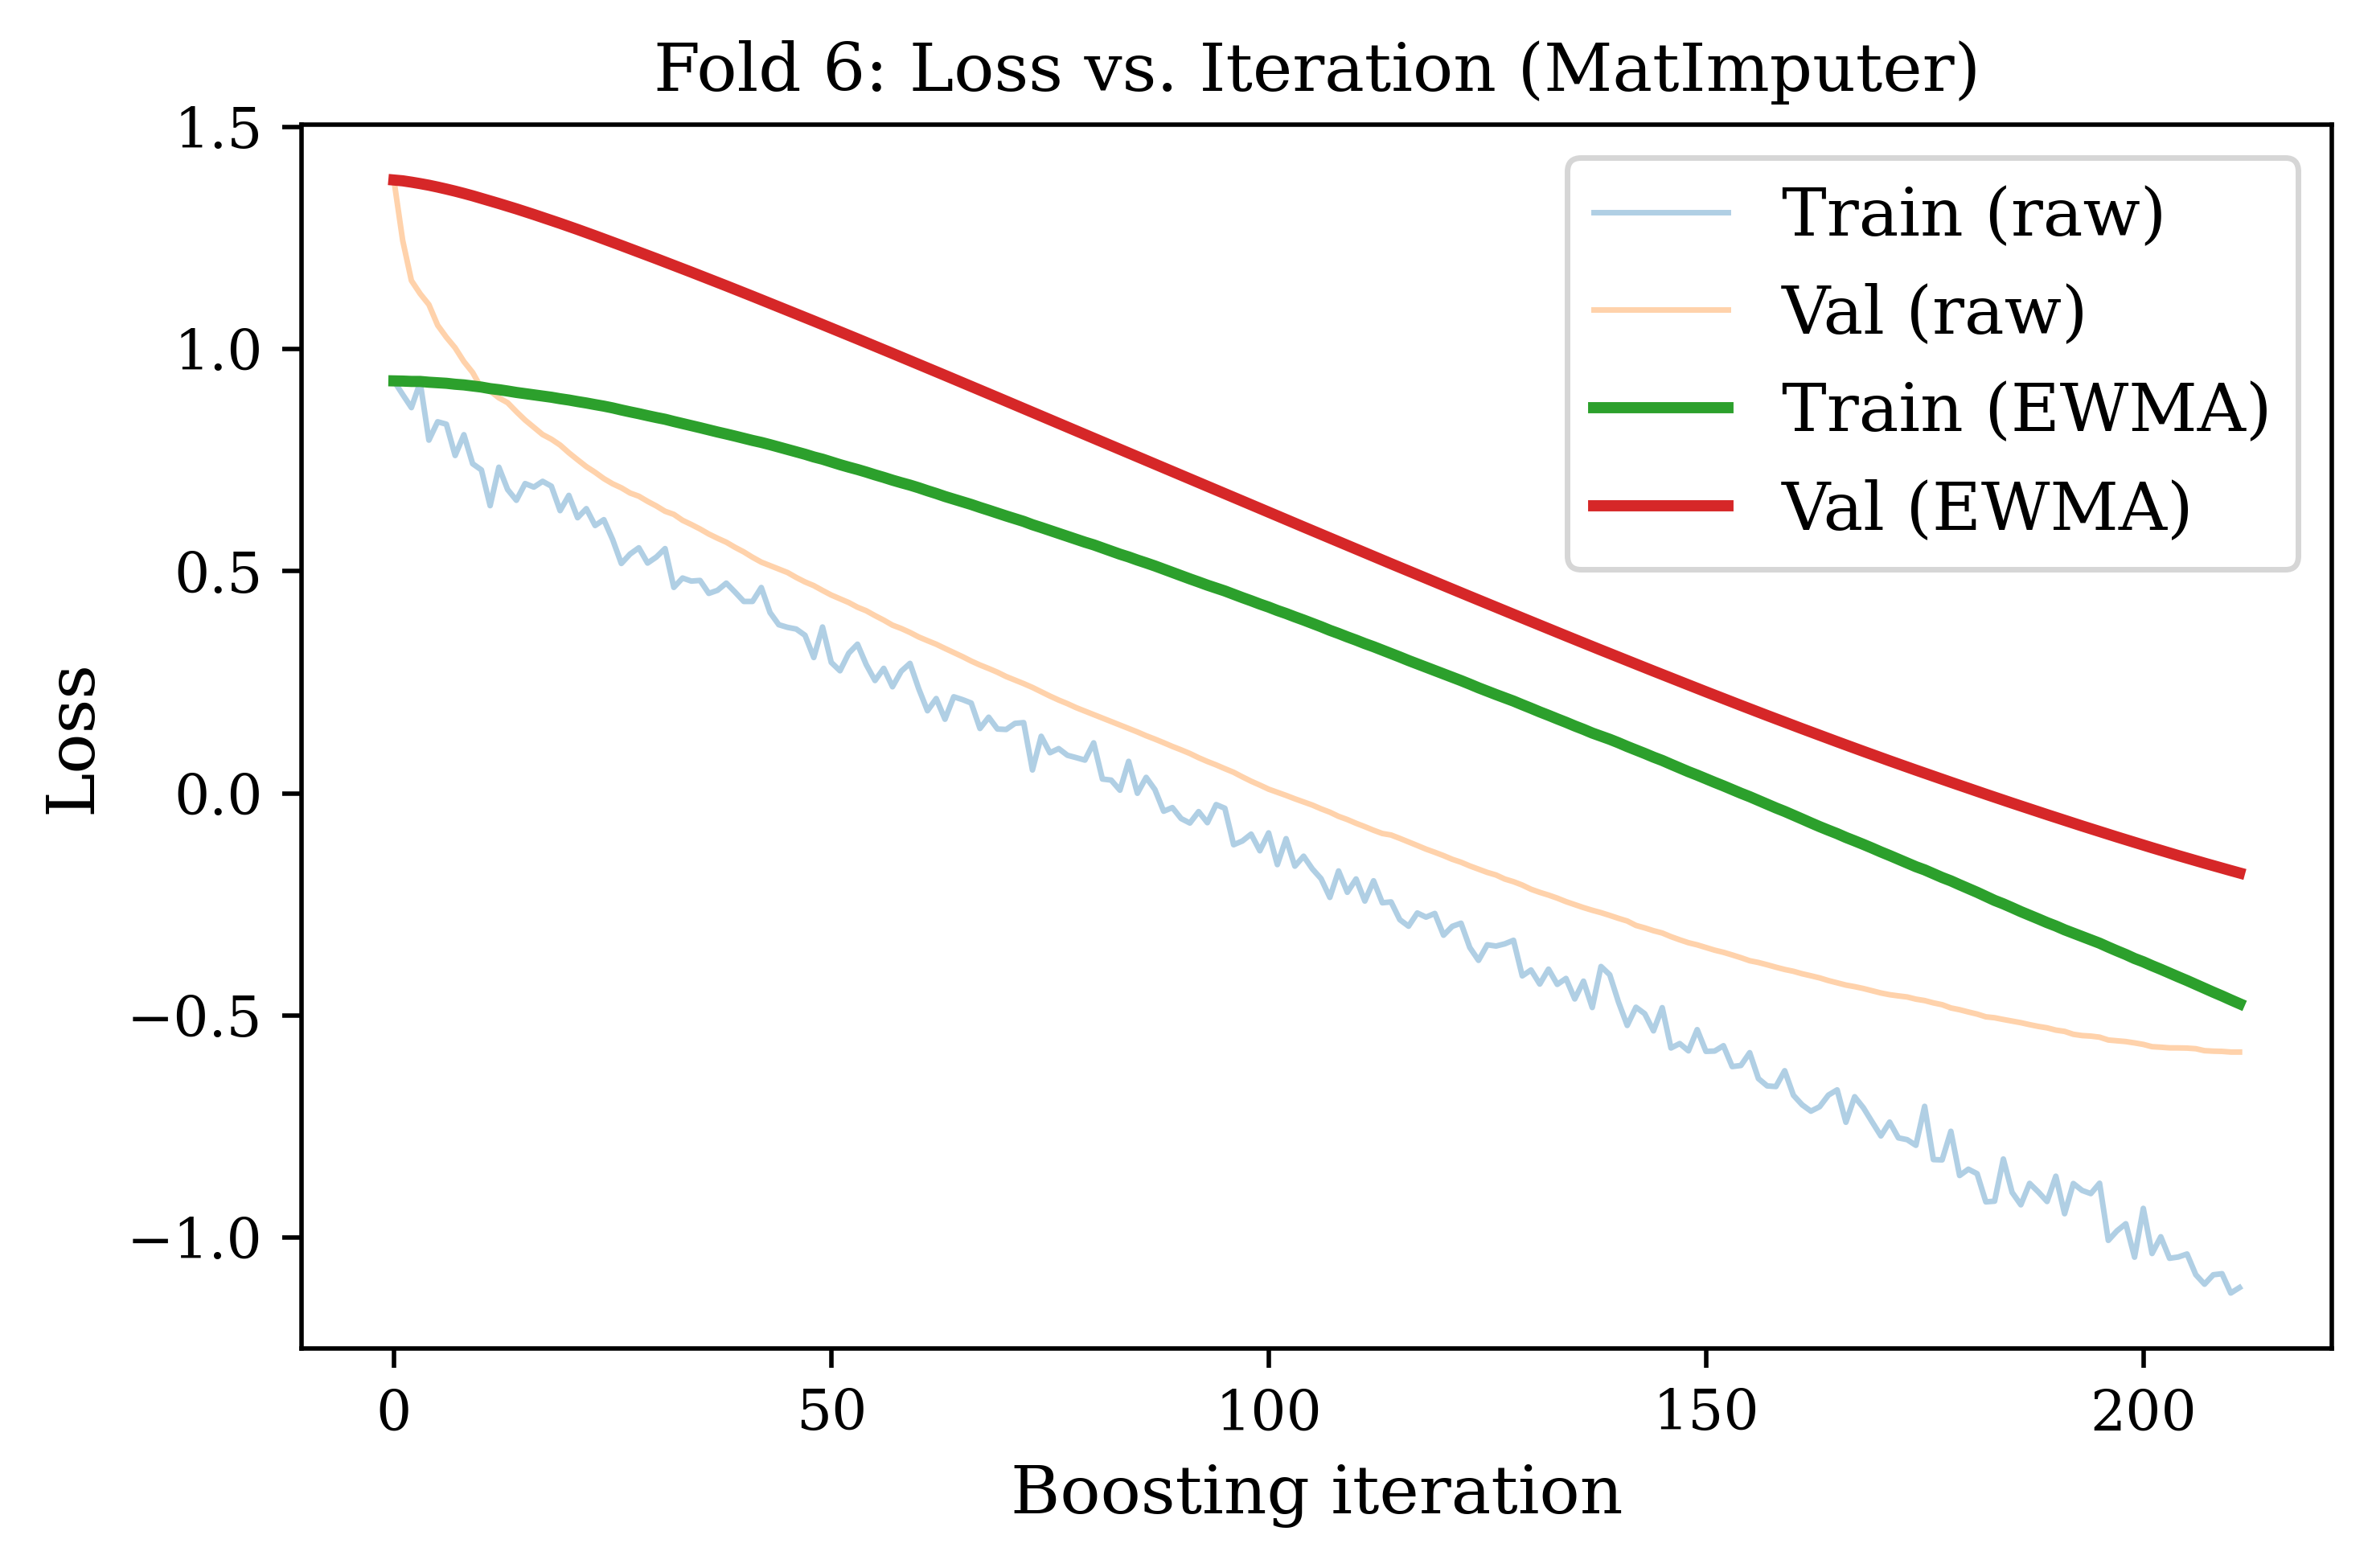 Fold 6: Loss vs. Iteration (MatImputer)
1.5
1.0
0.5
0.0
−0.5
−1.0
Loss
Train (raw)
Val (raw)
Train (EWMA)
Val (EWMA)
0 50 100 150 200
Boosting iteration